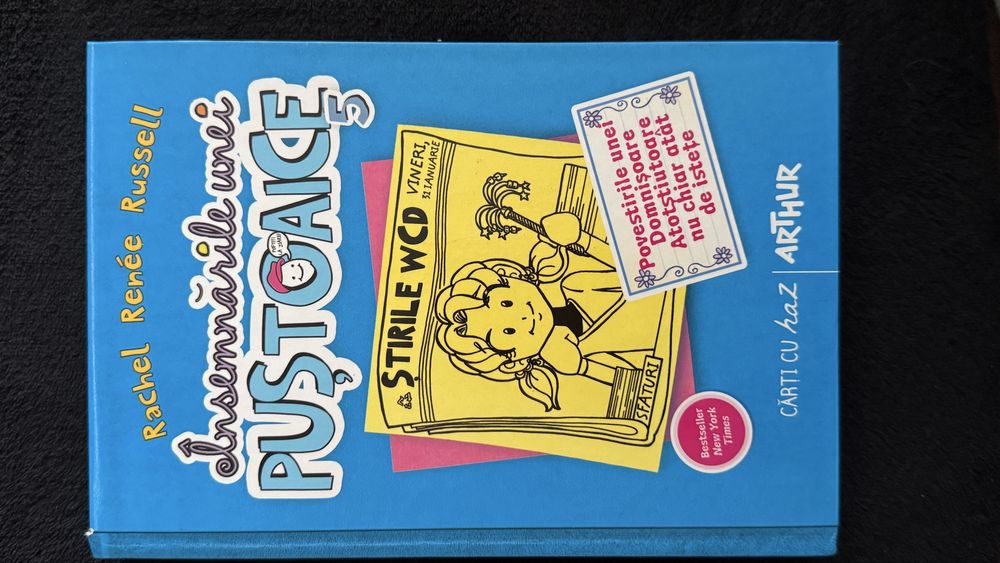 Rachel Renée Russell
Însemnările unei
PUȘTOAICE
5
ȘTIRILE WCD
VINERI,
31 IANUARIE
SFATURI
Povestirile unei
Domnișoare
Atotștiutoare
nu chiar atât
de istețe
Bestseller
New York
Times
CĂRȚI CU haz | ARTHUR